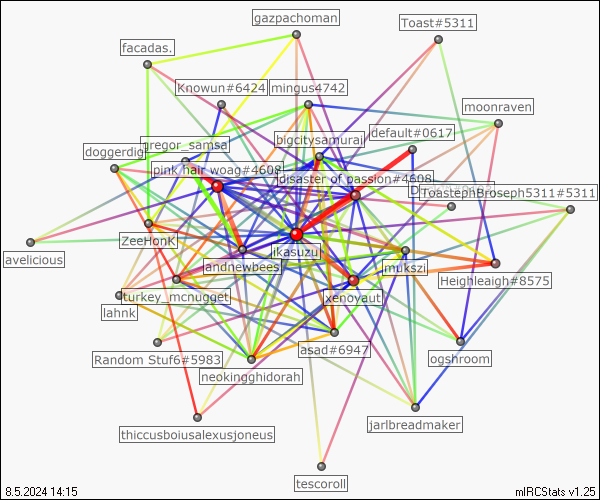 gazpachoman
Toast#5311
facadas.
Knowun#6424
mingus4742
moonraven
default#0617
bigcitysamurai
gregor_samsa
doggerdigi
pink hair woag#4608
disaster of passion#4608
ToastephBroseph5311#5311
ZeeHonK
ikasuzu
avelicious
andnewbees
mukszi
Heighleaigh#8575
turkey_mcnugget
xenoyaut
lahnk
asad#6947
Random Stuf6#5983
ogshroom
neokingghidorah
jarlbreadmaker
thiccusboiusalexusjoneus
tescoroll
8.5.2024 14:15
mIRCStats v1.25